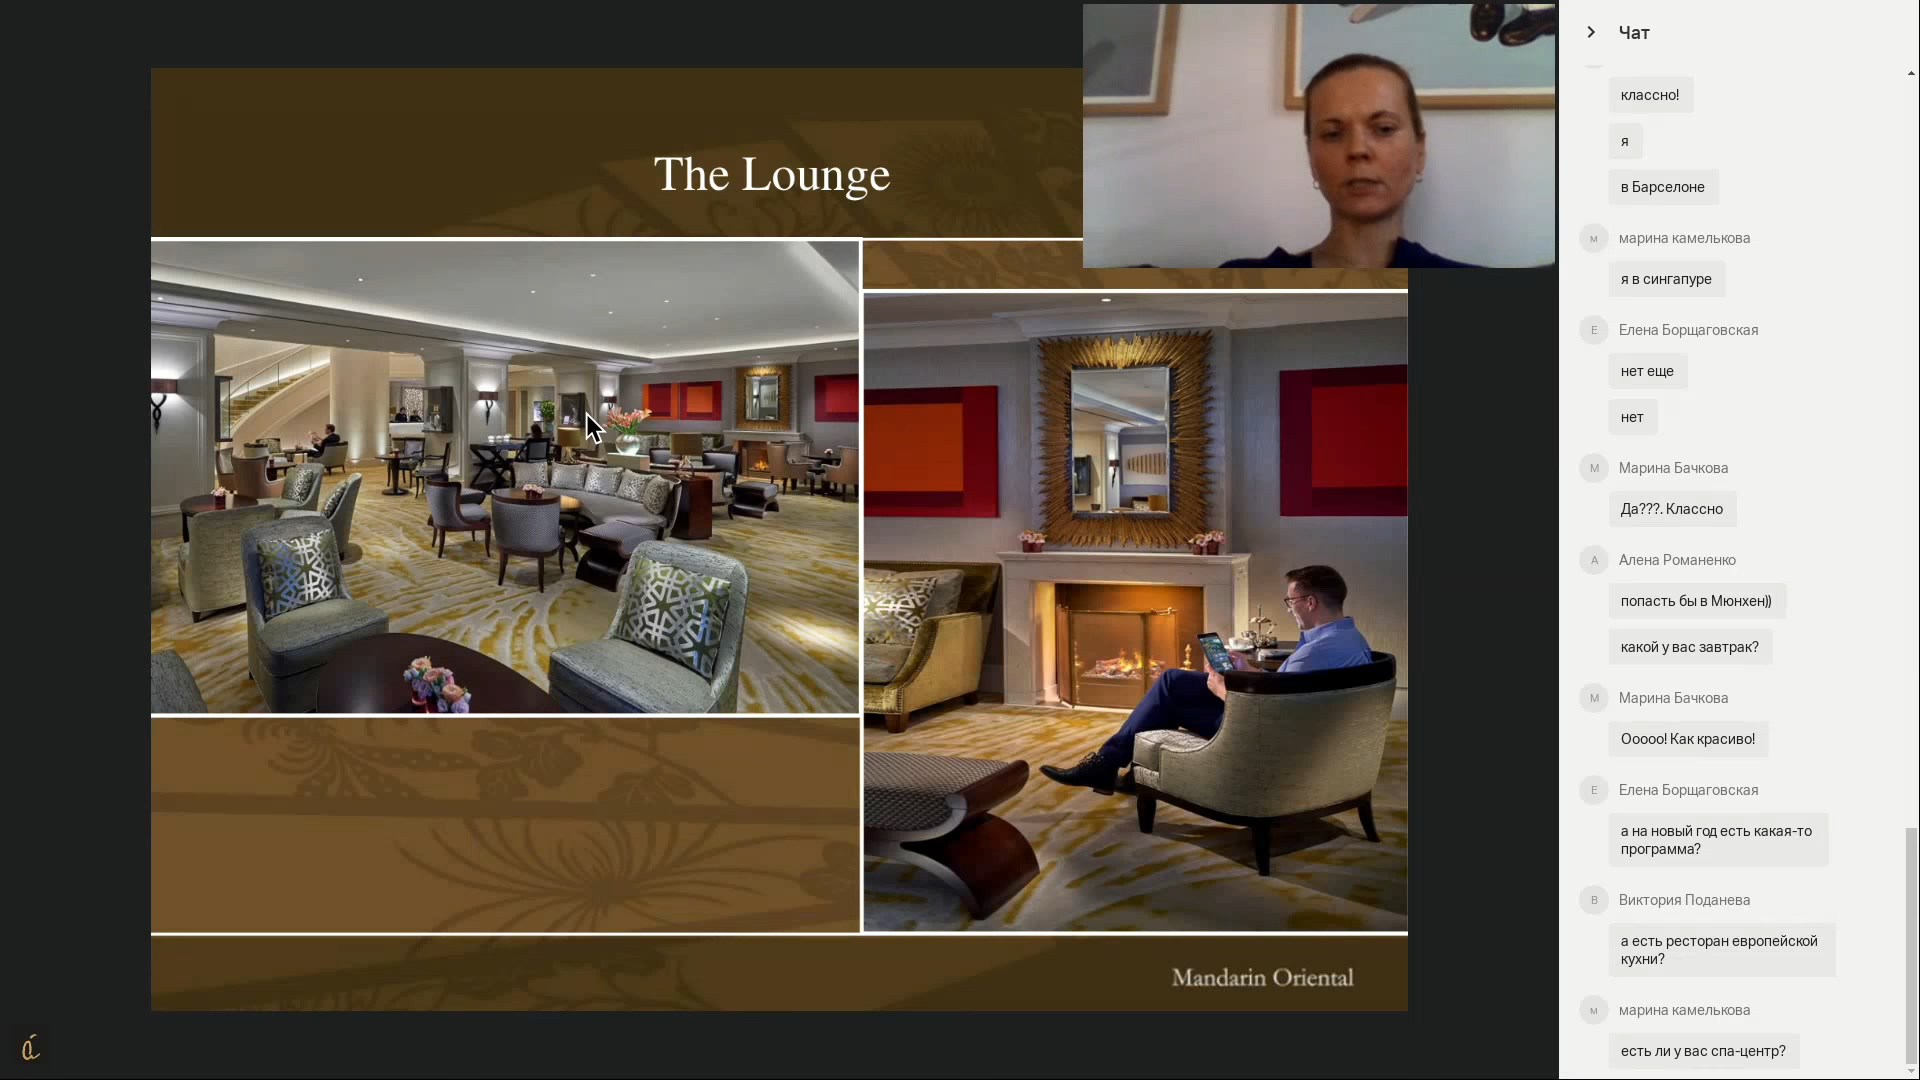 The Lounge
Mandarin Oriental
á
Чат
классно!
я
в Барселоне
м
марина камелькова
я в сингапуре
Е
Елена Борщаговская
нет еще
нет
М
Марина Бачкова
Да???. Классно
А
Алена Романенко
попасть бы в Мюнхен))
какой у вас завтрак?
М
Марина Бачкова
Ооооо! Как красиво!
Е
Елена Борщаговская
а на новый год есть какая-то
программа?
В
Виктория Поданева
а есть ресторан европейской
кухни?
м
марина камелькова
есть ли у вас спа-центр?